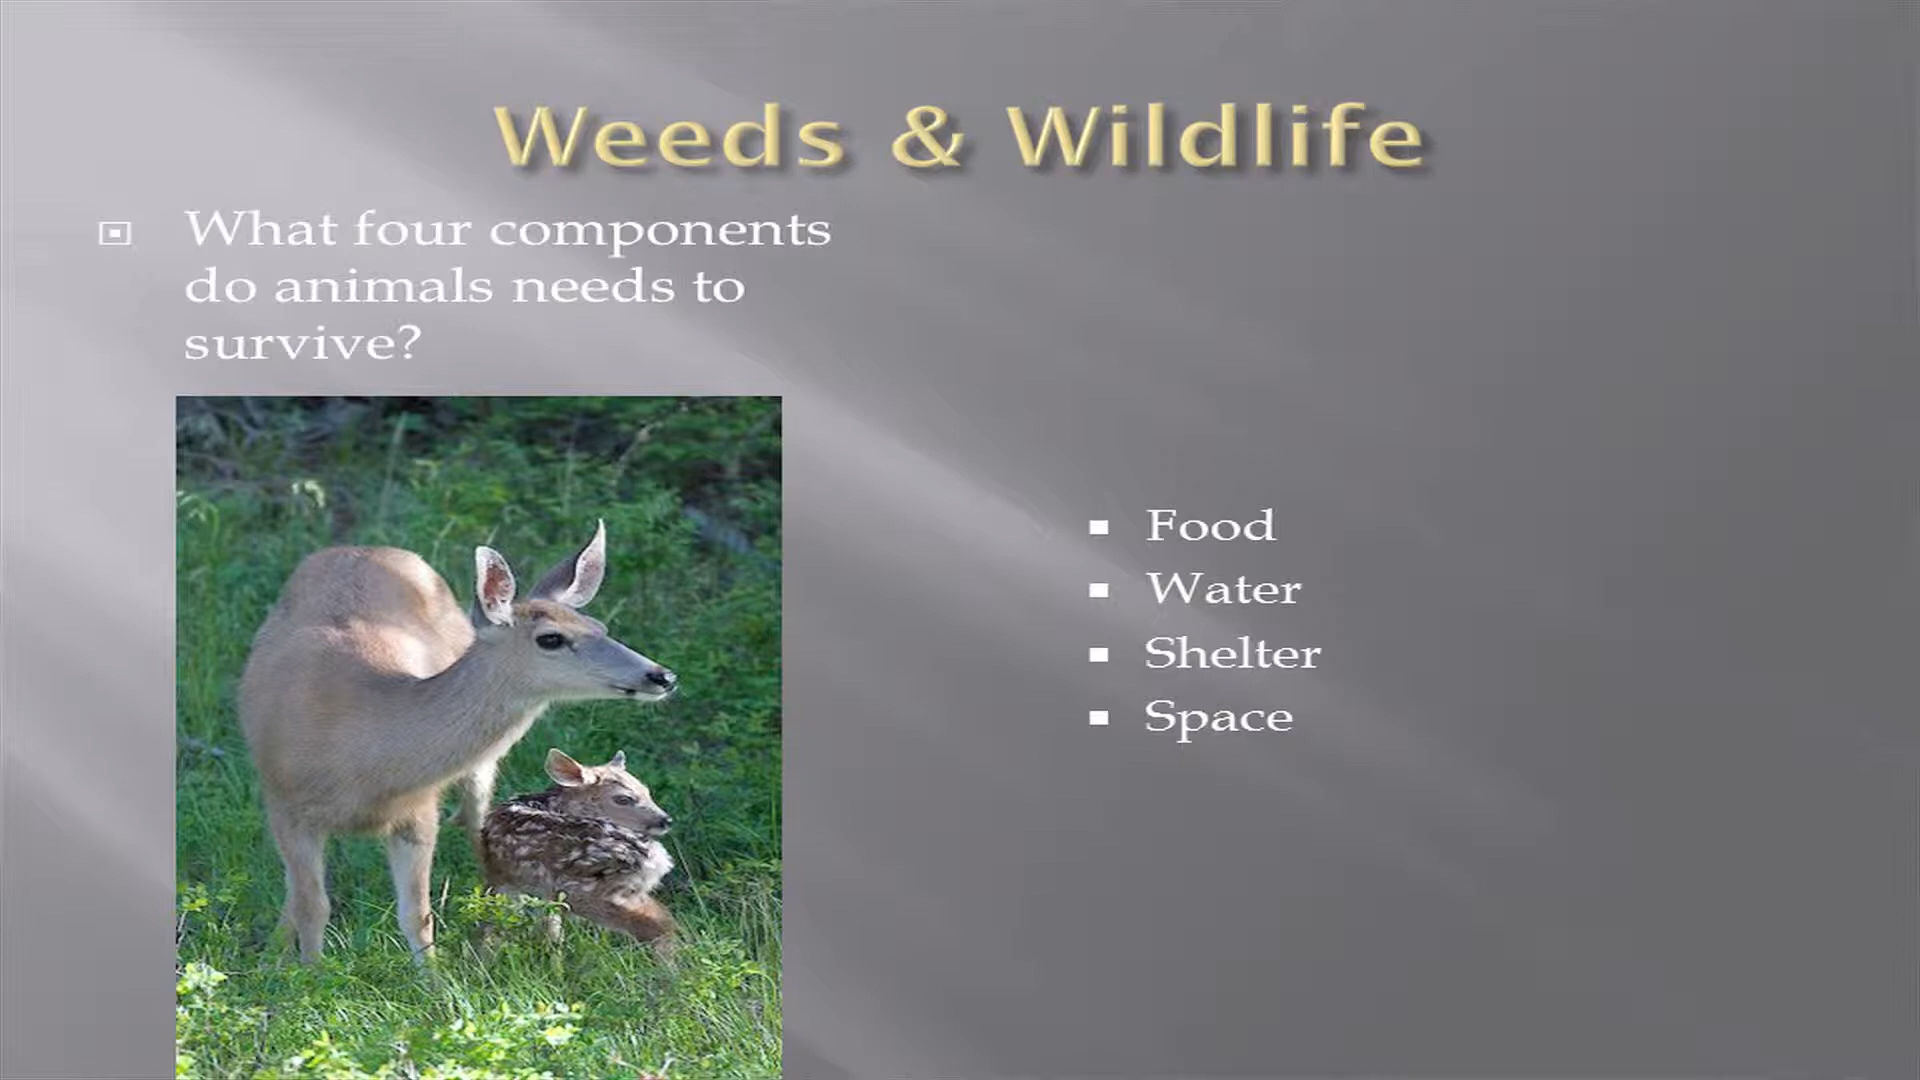 Weeds & Wildlife
What four components
do animals needs to
survive?
Food
Water
Shelter
Space